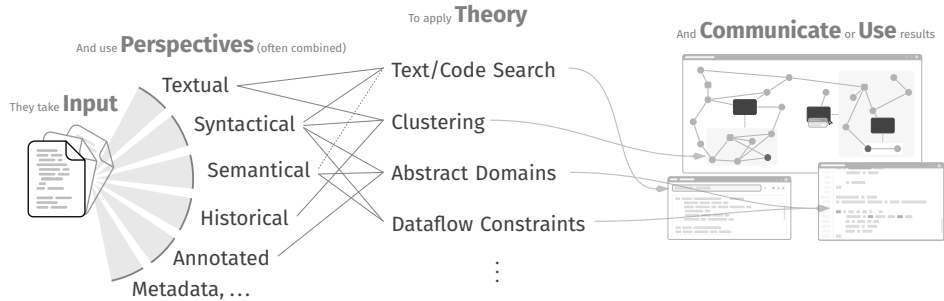 They take Input
And use Perspectives (often combined)
Textual
Syntactical
Semantical
Historical
Annotated
Metadata, ...
To apply Theory
Text/Code Search
Clustering
Abstract Domains
Dataflow Constraints
⋮
And Communicate or Use results